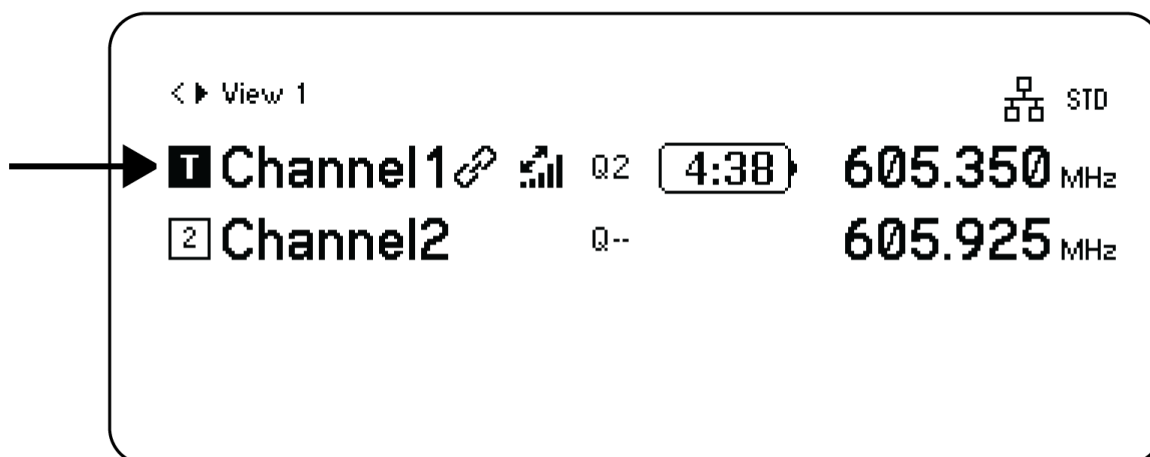 View 1 STD
T Channel1 Q2 4:38 605.350 MHz
2 Channel2 Q-- 605.925 MHz